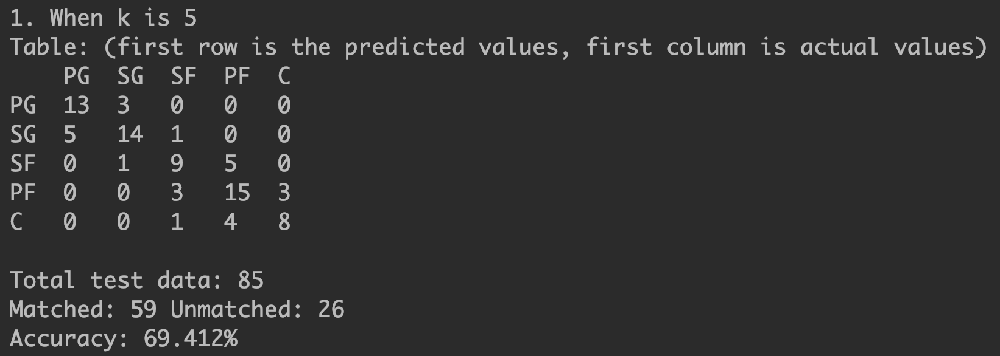 1. When k is 5
Table: (first row is the predicted values, first column is actual values)
    PG  SG  SF  PF  C
PG  13  3   0   0   0
SG  5   14  1   0   0
SF  0   1   9   5   0
PF  0   0   3   15  3
C   0   0   1   4   8

Total test data: 85
Matched: 59 Unmatched: 26
Accuracy: 69.412%